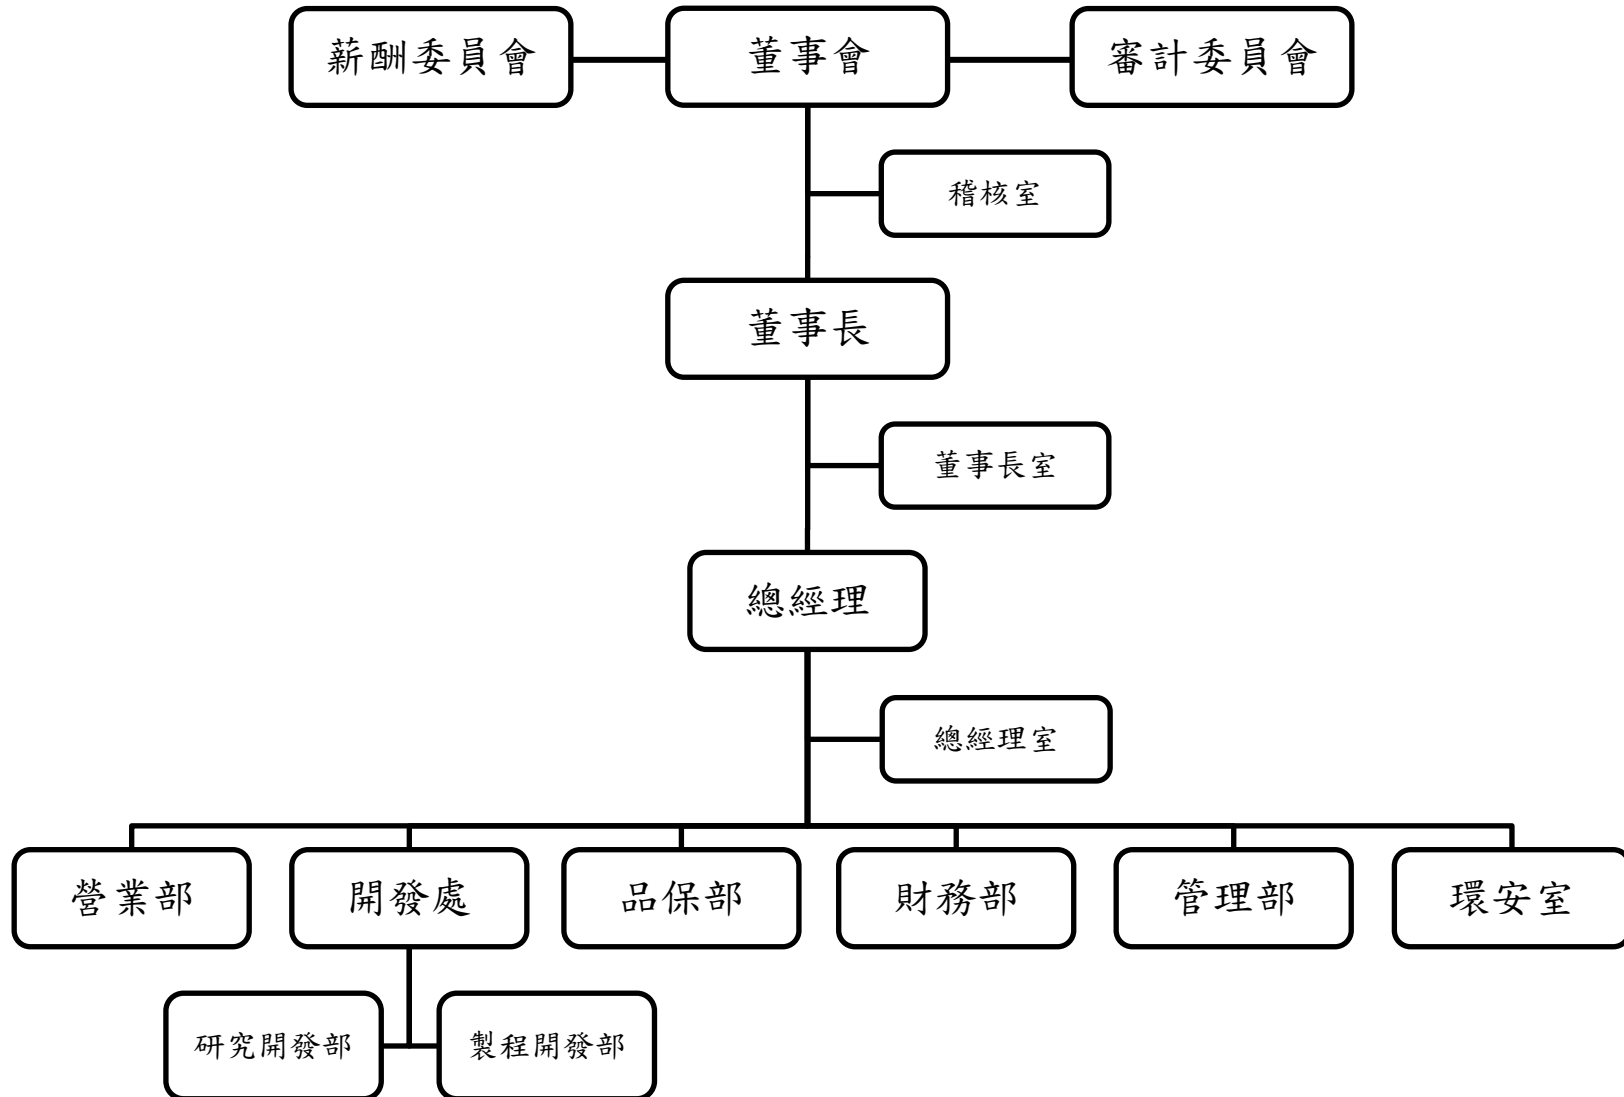 薪酬委員會
董事會
審計委員會
稽核室
董事長
董事長室
總經理
總經理室
營業部
開發處
品保部
財務部
管理部
環安室
研究開發部
製程開發部